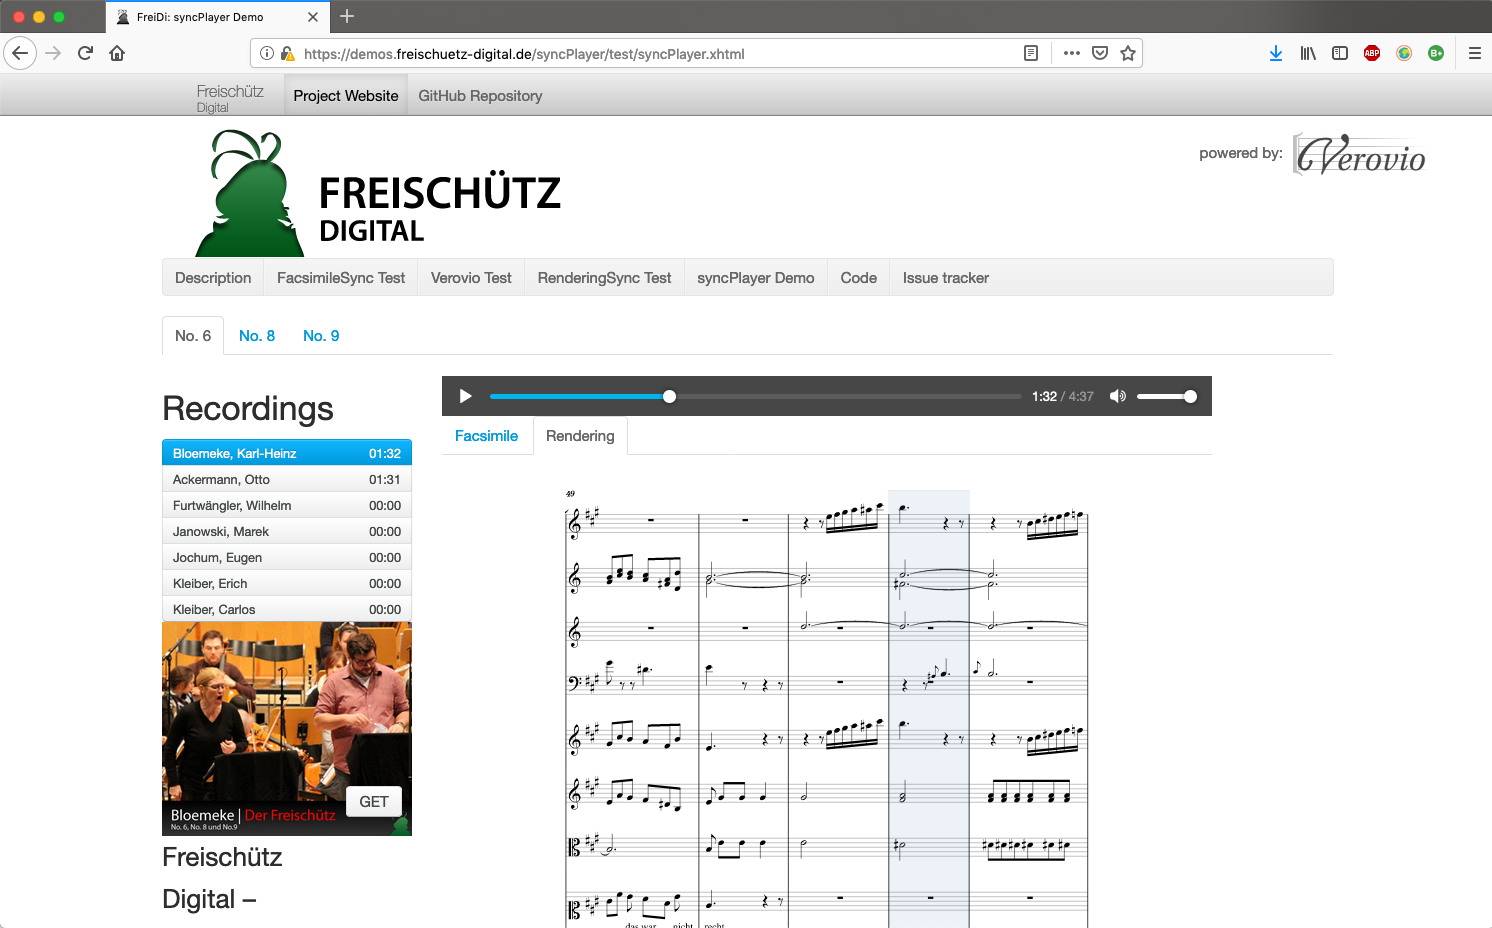 FreiDi: syncPlayer Demo
https://demos.freischuetz-digital.de/syncPlayer/test/syncPlayer.xhtml
ABP
B+
Freischütz
Digital
Project Website
GitHub Repository
FREISCHÜTZ
DIGITAL
powered by: Verovio
Description
FacsimileSync Test
Verovio Test
RenderingSync Test
syncPlayer Demo
Code
Issue tracker
No. 6
No. 8
No. 9
Recordings
Bloemeke, Karl-Heinz 01:32
Ackermann, Otto 01:31
Furtwängler, Wilhelm 00:00
Janowski, Marek 00:00
Jochum, Eugen 00:00
Kleiber, Erich 00:00
Kleiber, Carlos 00:00
GET
Bloemeke | Der Freischütz
No. 6, No. 8 und No.9
Freischütz
Digital –
1:32 / 4:37
Facsimile
Rendering
49
das war nicht recht